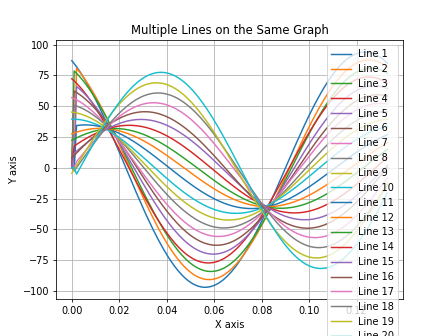 Multiple Lines on the Same Graph
100
75
50
25
0
−25
−50
−75
−100
Y axis
0.00
0.02
0.04
0.06
0.08
0.10
X axis
Line 1
Line 2
Line 3
Line 4
Line 5
Line 6
Line 7
Line 8
Line 9
Line 10
Line 11
Line 12
Line 13
Line 14
Line 15
Line 16
Line 17
Line 18
Line 19
Line 20